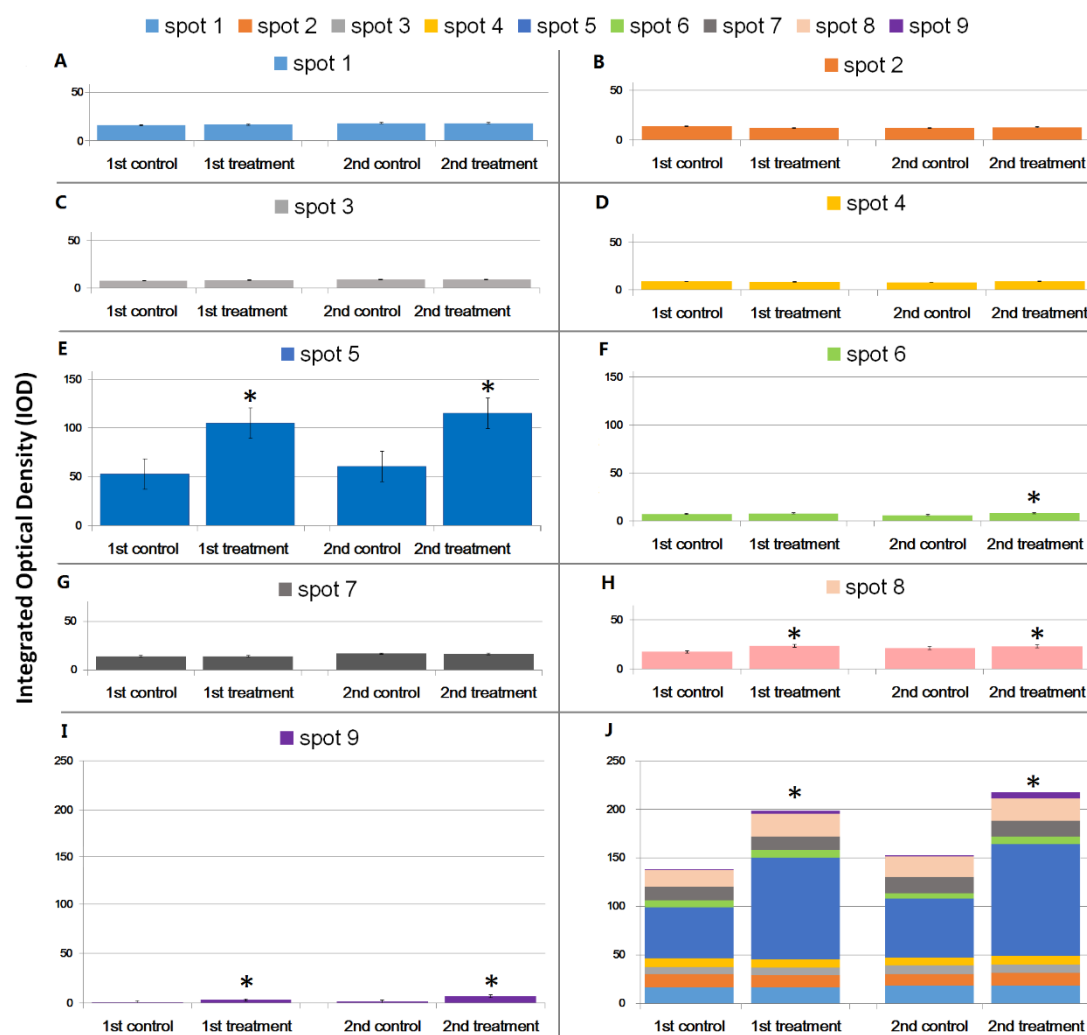 spot 1 spot 2 spot 3 spot 4 spot 5 spot 6 spot 7 spot 8 spot 9
A
spot 1
50
0
1st control 1st treatment 2nd control 2nd treatment
B
spot 2
50
0
1st control 1st treatment 2nd control 2nd treatment
C
spot 3
50
0
1st control 1st treatment 2nd control 2nd treatment
D
spot 4
50
0
1st control 1st treatment 2nd control 2nd treatment
Integrated Optical Density (IOD)
E
spot 5
150
* *
100
50
0
1st control 1st treatment 2nd control 2nd treatment
F
spot 6
150
100
50
*
0
1st control 1st treatment 2nd control 2nd treatment
G
spot 7
50
0
1st control 1st treatment 2nd control 2nd treatment
H
spot 8
50
* *
0
1st control 1st treatment 2nd control 2nd treatment
I
spot 9
250
200
150
100
50
* *
0
1st control 1st treatment 2nd control 2nd treatment
J
250
* *
200
150
100
50
0
1st control 1st treatment 2nd control 2nd treatment